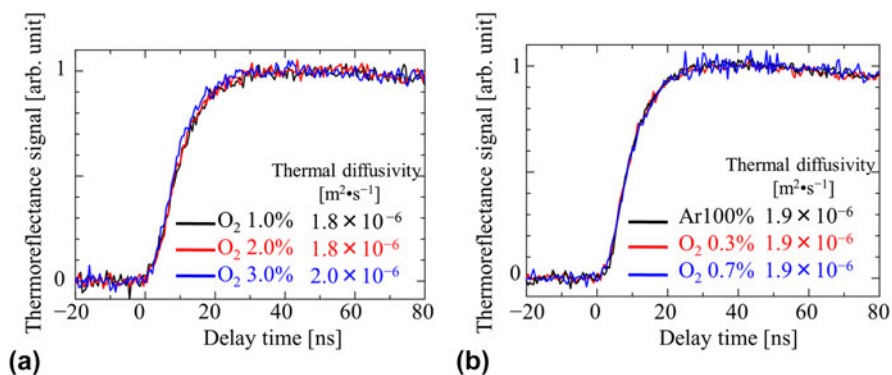 Thermoreflectance signal [arb. unit]
1
0
Thermal diffusivity
[m²•s⁻¹]
O₂ 1.0% 1.8×10⁻⁶
O₂ 2.0% 1.8×10⁻⁶
O₂ 3.0% 2.0×10⁻⁶
−20 0 20 40 60 80
Delay time [ns]
(a)
Thermoreflectance signal [arb. unit]
1
0
Thermal diffusivity
[m²•s⁻¹]
Ar100% 1.9×10⁻⁶
O₂ 0.3% 1.9×10⁻⁶
O₂ 0.7% 1.9×10⁻⁶
−20 0 20 40 60 80
Delay time [ns]
(b)